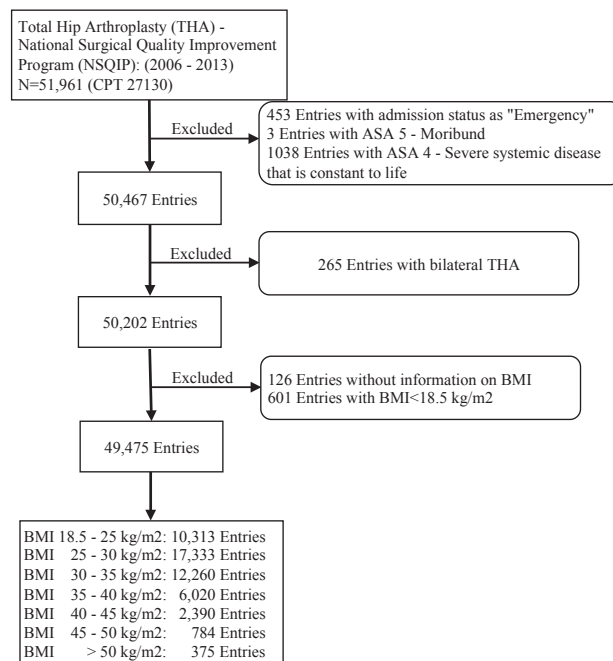 Total Hip Arthroplasty (THA) -
National Surgical Quality Improvement
Program (NSQIP): (2006 - 2013)
N=51,961 (CPT 27130)
Excluded
453 Entries with admission status as "Emergency"
3 Entries with ASA 5 - Moribund
1038 Entries with ASA 4 - Severe systemic disease
that is constant to life
50,467 Entries
Excluded
265 Entries with bilateral THA
50,202 Entries
Excluded
126 Entries without information on BMI
601 Entries with BMI<18.5 kg/m2
49,475 Entries
BMI 18.5 - 25 kg/m2: 10,313 Entries
BMI 25 - 30 kg/m2: 17,333 Entries
BMI 30 - 35 kg/m2: 12,260 Entries
BMI 35 - 40 kg/m2: 6,020 Entries
BMI 40 - 45 kg/m2: 2,390 Entries
BMI 45 - 50 kg/m2: 784 Entries
BMI > 50 kg/m2: 375 Entries